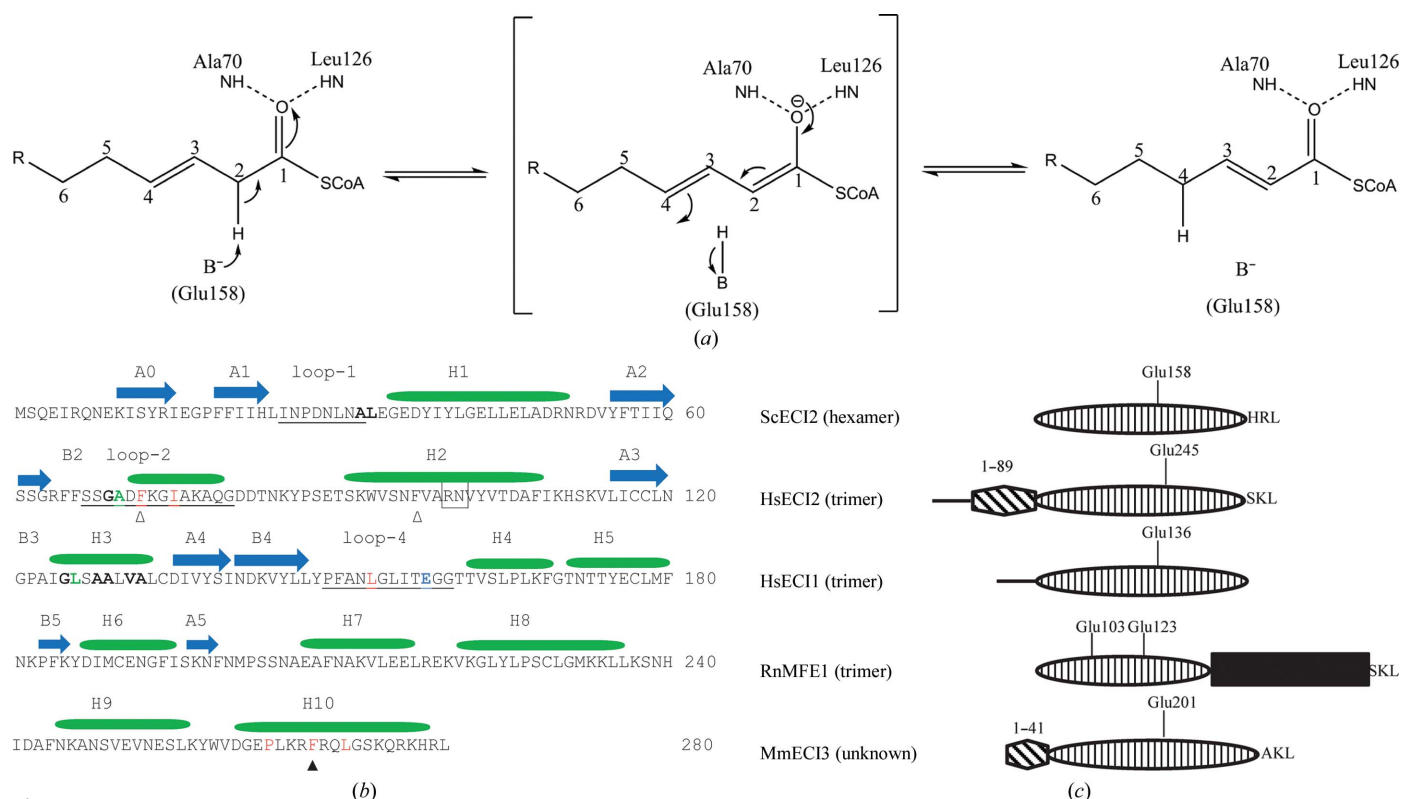 Ala70
Leu126
NH
HN
O
R
6
5
4
3
2
1
SCoA
H
B⁻
(Glu158)
Ala70
Leu126
NH
HN
⊖
O
R
6
5
4
3
2
1
SCoA
H
B
(Glu158)
Ala70
Leu126
NH
HN
O
R
6
5
4
3
2
1
SCoA
H
B⁻
(Glu158)
(a)
A0 A1 loop-1 H1 A2
MSQEIRQNEKISYRIEGPFFIIHLINPDNLNALEGEDYIYLGELLELADRNRDVYFTIIQ 60
B2 loop-2 H2 A3
SSGRFFSSGADFKGIAKAQGDDTNKYPSETSKWVSNFVARNVYVTDAFIKHSKVLICCLN 120
B3 H3 A4 B4 loop-4 H4 H5
GPAIGLSAALVALCDIVYSINDKVYLLYPFANLGLITEGGTTVSLPLKFGTNTTYECLMF 180
B5 H6 A5 H7 H8
NKPFKYDIMCENGFISKNFNMPSSNAEAFNAKVLEELREKVKGLYLPSCLGMKKLLKSNH 240
H9 H10
IDAFNKANSVEVNESLKYWVDGEPLKRFRQLGSKQRKHRL 280
(b)
Glu158
ScECI2 (hexamer) HRL
Glu245
1–89
HsECI2 (trimer) SKL
Glu136
HsECI1 (trimer)
Glu103 Glu123
RnMFE1 (trimer) SKL
Glu201
1–41
MmECI3 (unknown) AKL
(c)